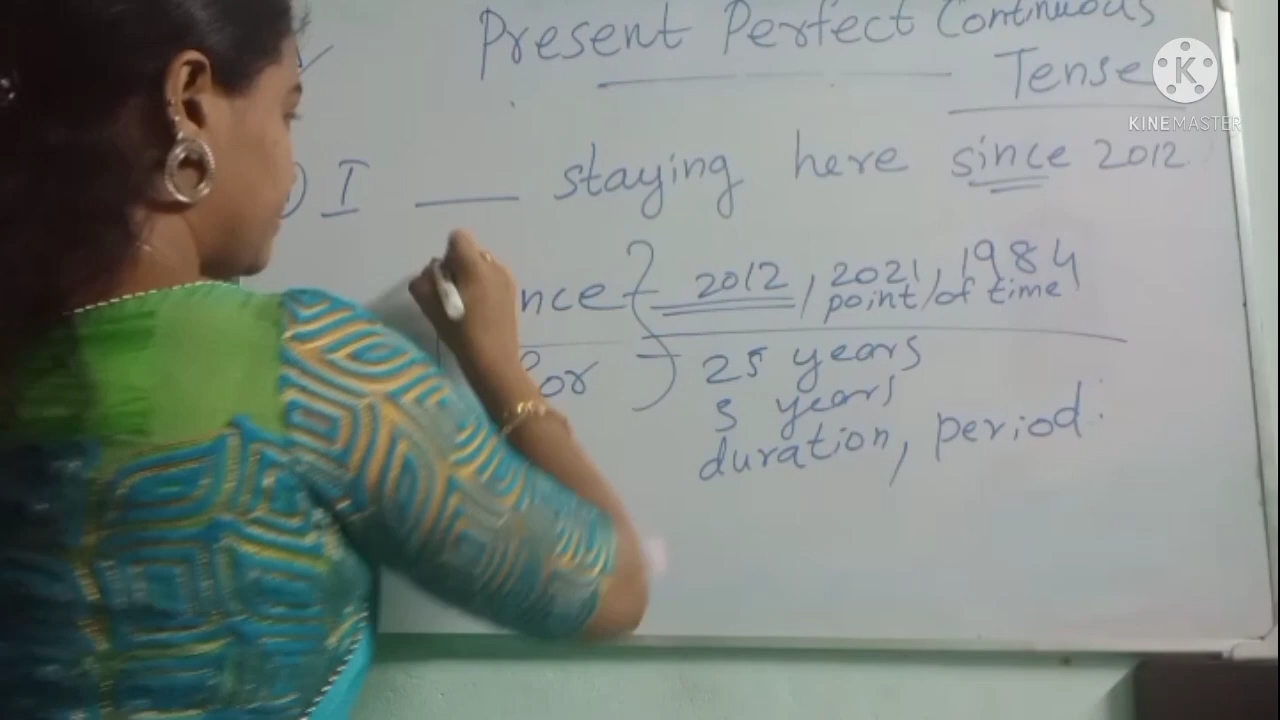 Present Perfect Continuous
Tense
KINEMASTER
I ___ staying here since 2012
2012, 2021, 1984
point of time
25 years
5 years
duration, period.